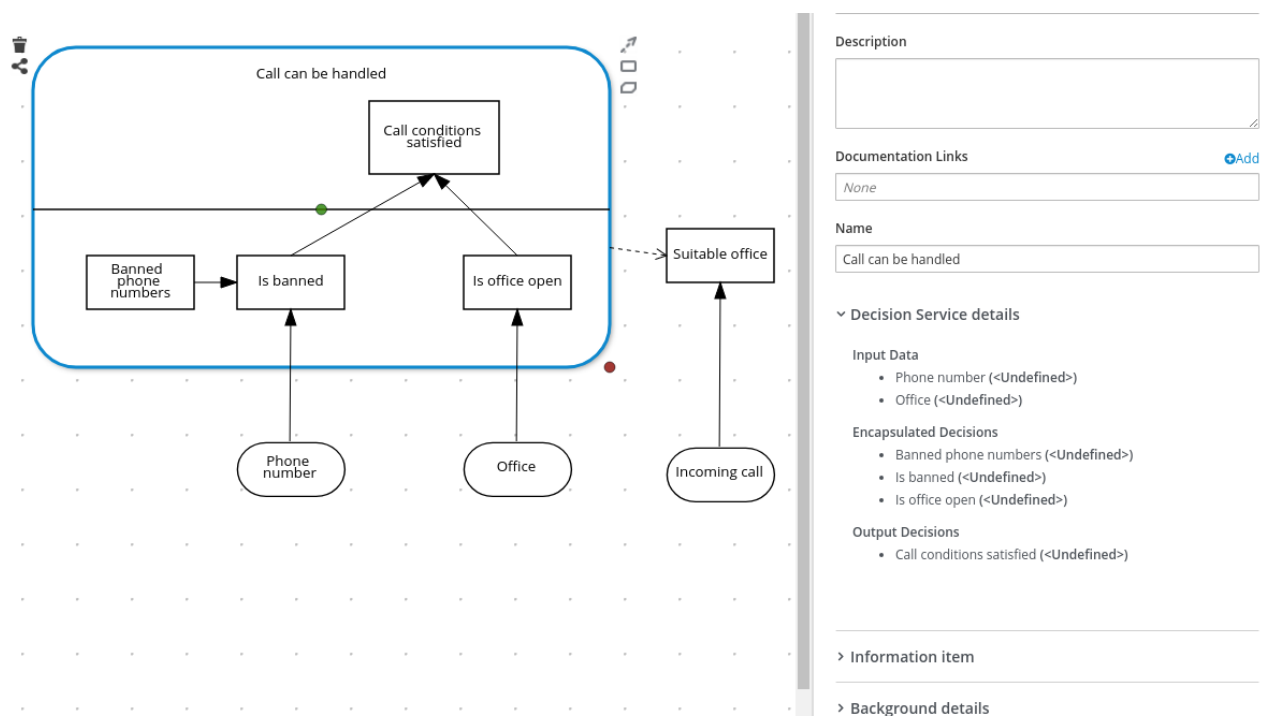 Call can be handled
Call conditions
satisfied
Banned
phone
numbers
Is banned
Is office open
Suitable office
Phone
number
Office
Incoming call
Description
Documentation Links
Add
None
Name
Call can be handled
Decision Service details
Input Data
Phone number (<Undefined>)
Office (<Undefined>)
Encapsulated Decisions
Banned phone numbers (<Undefined>)
Is banned (<Undefined>)
Is office open (<Undefined>)
Output Decisions
Call conditions satisfied (<Undefined>)
Information item
Background details